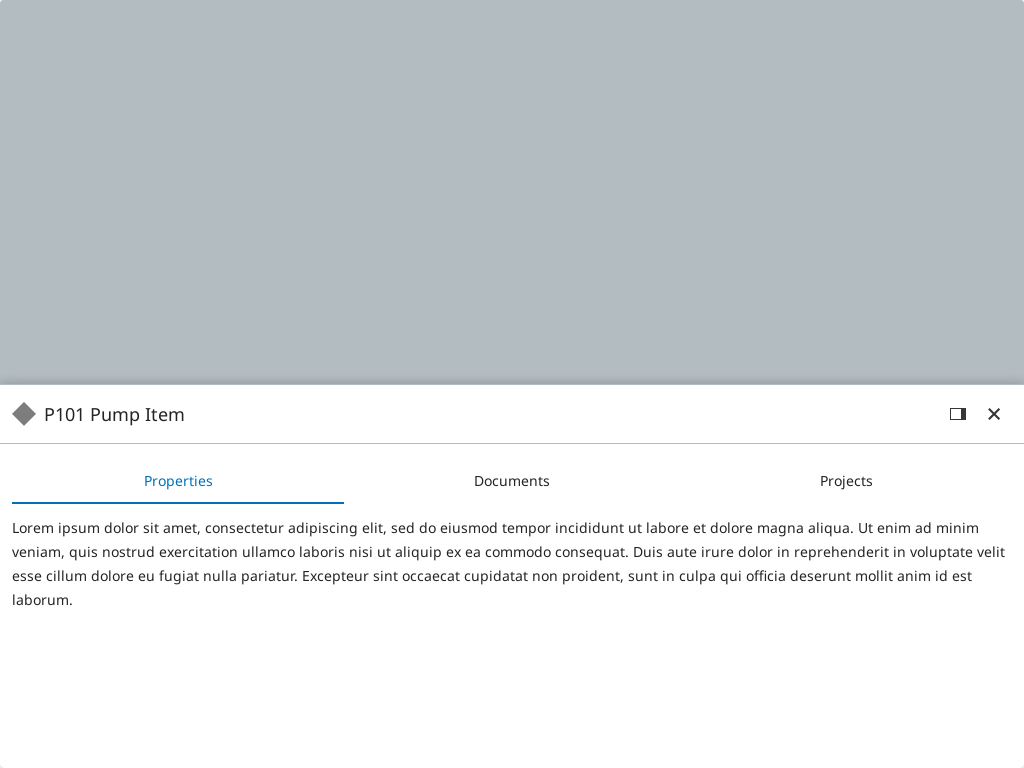 P101 Pump Item
Properties
Documents
Projects
Lorem ipsum dolor sit amet, consectetur adipiscing elit, sed do eiusmod tempor incididunt ut labore et dolore magna aliqua. Ut enim ad minim
veniam, quis nostrud exercitation ullamco laboris nisi ut aliquip ex ea commodo consequat. Duis aute irure dolor in reprehenderit in voluptate velit
esse cillum dolore eu fugiat nulla pariatur. Excepteur sint occaecat cupidatat non proident, sunt in culpa qui officia deserunt mollit anim id est
laborum.